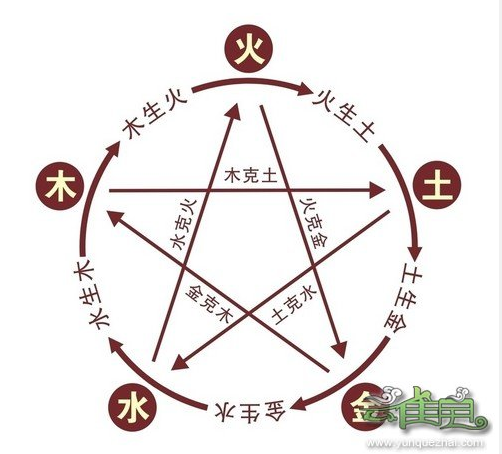 火
木生火
火生土
木
木克土
土
水克火
火克金
水生木
土生金
金克木
土克水
水
金生水
金
www.yunquezhai.com